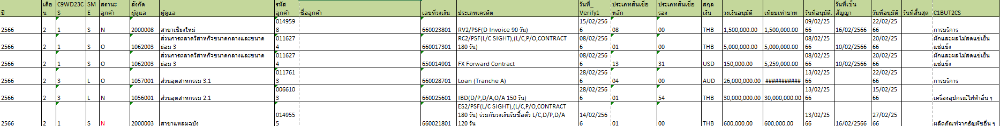 ปี เดือน C9WD23CS SME สถานะลูกค้า สังกัดผู้ดูแล ผู้ดูแล รหัสลูกค้า ชื่อลูกค้า เลขที่วงเงิน ประเภทเครดิต วันที่_Verify1 ประเภทสินเชื่อหลัก ประเภทสินเชื่อรอง สกุลเงิน วงเงินอนุมัติ เทียบเท่าบาท วันที่อนุมัติ. วันที่เซ็นสัญญา วันที่อนุมัติ วันที่สิ้นสุด C1BUT2CS
2566 2 1 S N 2000008 สาขาเชียงใหม่ 0149598 660023801 RV2/PSF(D Invoice 90 วัน) 15/02/2566 08 00 THB 1,500,000.00 1,500,000.00 09/02/2566 16/02/2566 22/02/2566 การบริการ
2566 2 1 S O 1062003 ส่วนการตลาดวิสาหกิจขนาดกลางและขนาดย่อม 3 0116274 660017301 RC2/PSF(L/C SIGHT),(L/C,P/O,CONTRACT 180 วัน) 08/02/2566 01 00 THB 5,000,000.00 5,000,000.00 08/02/2566 10/02/2566 20/02/2566 ผักและผลไม้สดแช่เย็นแช่แข็ง
2566 2 1 S O 1062003 ส่วนการตลาดวิสาหกิจขนาดกลางและขนาดย่อม 3 0116274 650014901 FX Forward Contract 08/02/2566 13 31 USD 150,000.00 5,259,000.00 08/02/2566 10/02/2566 20/02/2566 ผักและผลไม้สดแช่เย็นแช่แข็ง
2566 2 3 L O 1057001 ส่วนอุตสาหกรรม 3.1 0117613 660028701 Loan (Tranche A) 28/02/2566 04 00 AUD 26,000,000.00 ########### 13/02/2566 22/02/2566 การบริการ
2566 2 3 L N 1056001 ส่วนอุตสาหกรรม 2.1 0066103 660025601 IBD(D/P,D/A,O/A 150 วัน) 28/02/2566 01 54 THB 30,000,000.00 30,000,000.00 13/02/2566 15/02/2566 เครื่องอุปกรณ์ไฟฟ้าอื่น ๆ
2566 2 1 S N 2000003 สาขาแหลมฉบัง 0149555 660021801 ES2/PSF(L/C SIGHT),(L/C,P/O,CONTRACT 180 วัน) ร่วมกับวงเงินรับซื้อตั๋ว L/C,D/P,D/A 120 วัน 14/02/2566 01 00 THB 600,000.00 600,000.00 13/02/2566 16/02/2566 27/02/2566 ผลิตภัณฑ์จากธัญพืชอื่น ๆ